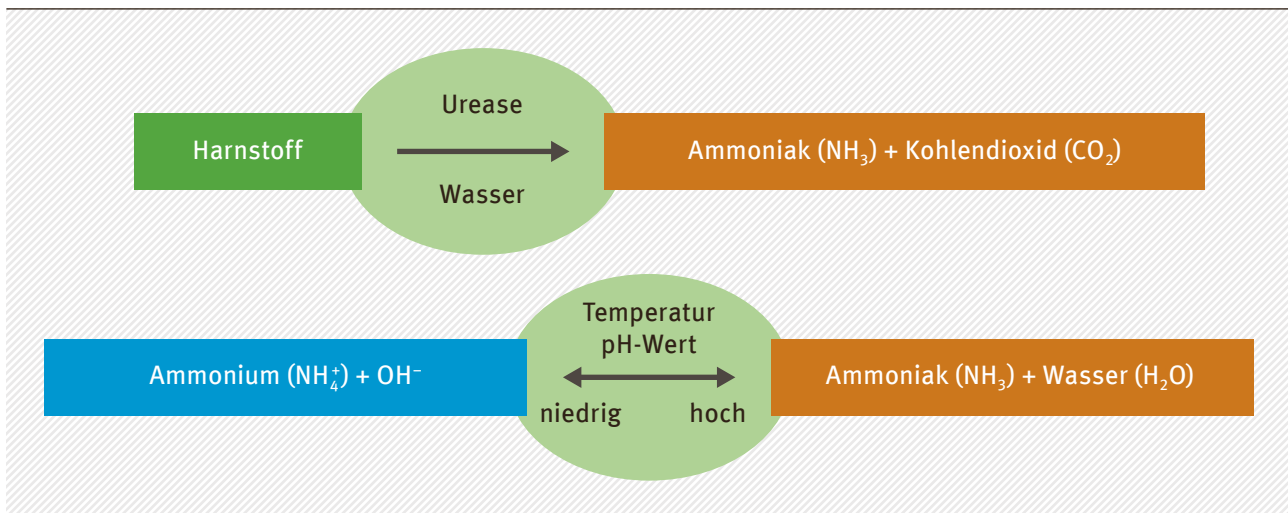 Urease
Harnstoff
Ammoniak (NH₃) + Kohlendioxid (CO₂)
Wasser
Temperatur
pH-Wert
Ammonium (NH₄⁺) + OH⁻
Ammoniak (NH₃) + Wasser (H₂O)
niedrig hoch